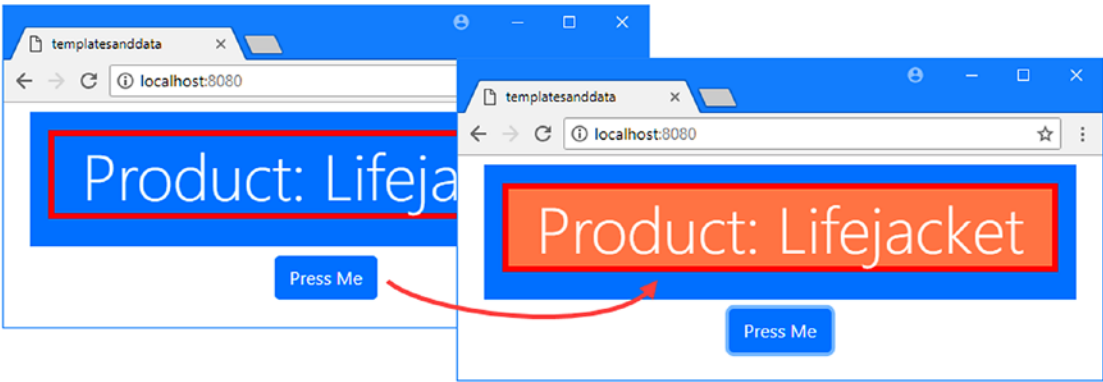 templatesanddata
localhost:8080
Product: Lifeja
Press Me
templatesanddata
localhost:8080
Product: Lifejacket
Press Me